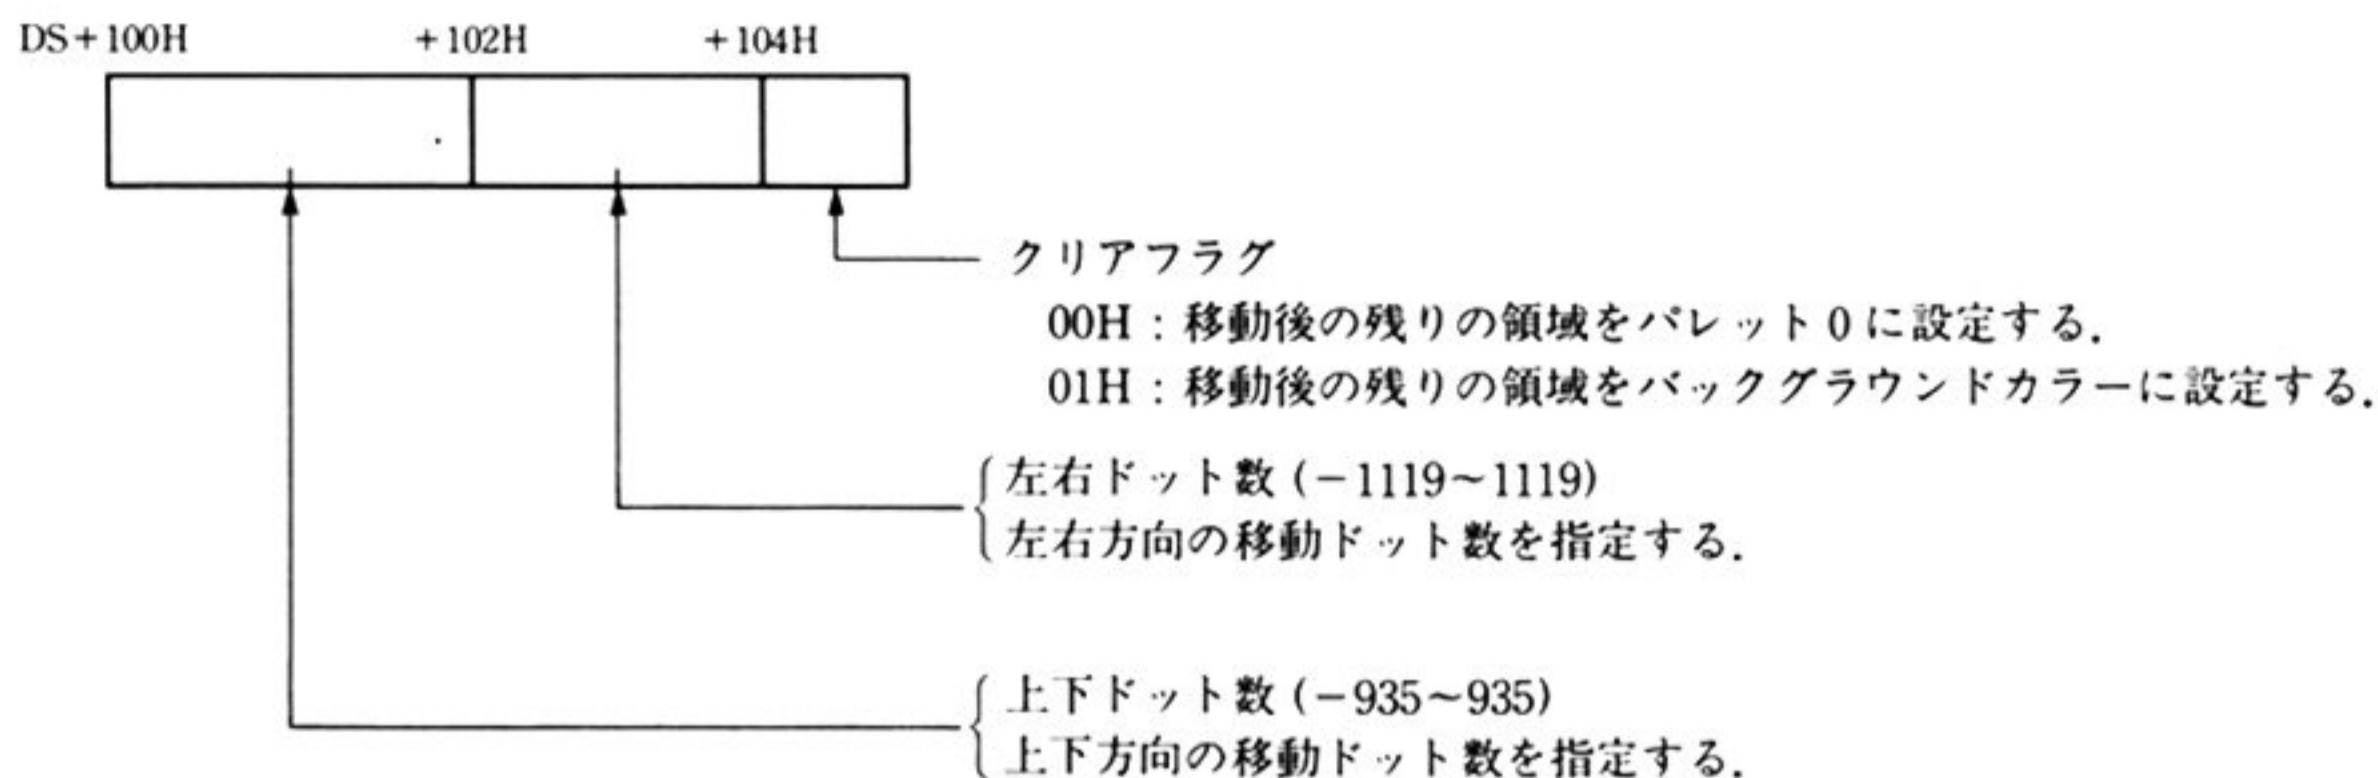 DS+100H +102H +104H
クリアフラグ
00H：移動後の残りの領域をパレット0に設定する．
01H：移動後の残りの領域をバックグラウンドカラーに設定する．
左右ドット数 (−1119〜1119)
左右方向の移動ドット数を指定する．
上下ドット数 (−935〜935)
上下方向の移動ドット数を指定する．